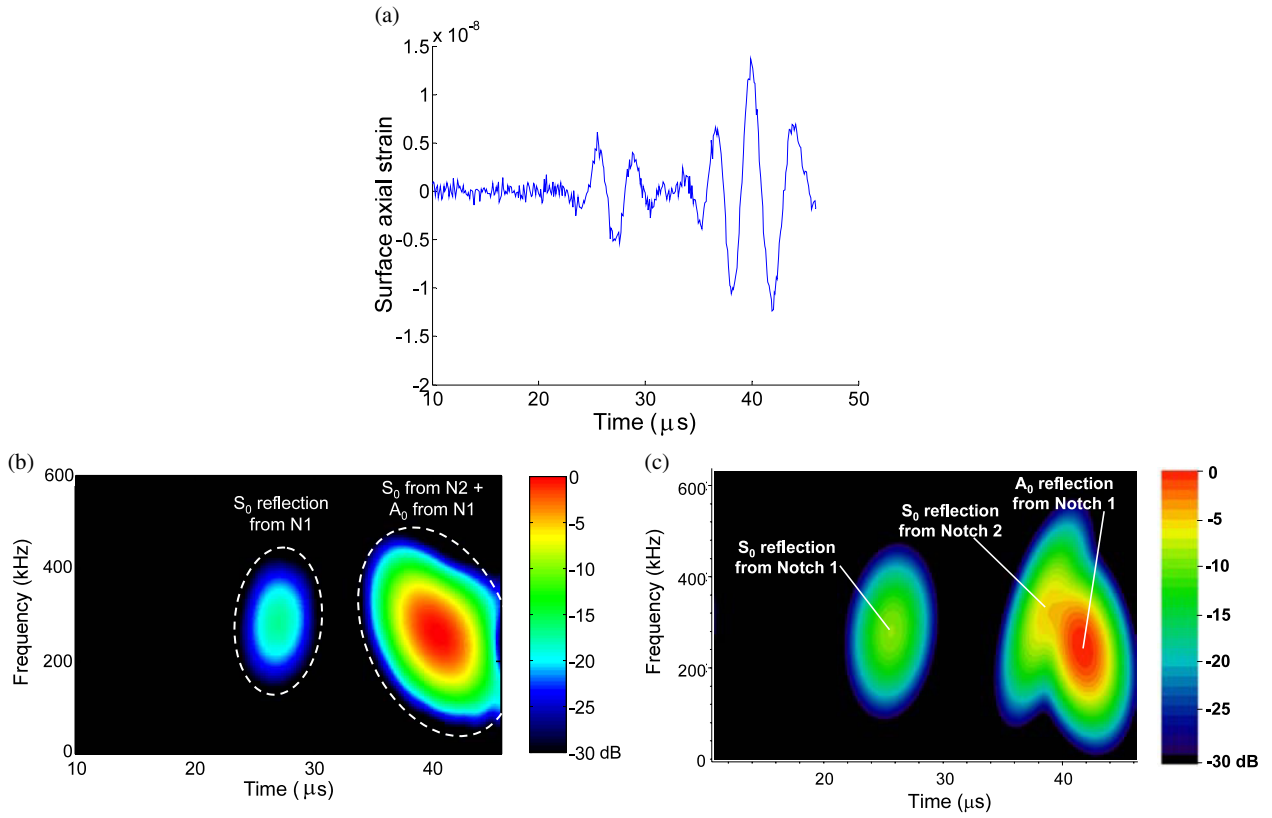 (a)
× 10⁻⁸
1.5
1
0.5
0
-0.5
-1
-1.5
-2
Surface axial strain
10
20
30
40
50
Time (μs)
(b)
600
400
200
0
Frequency (kHz)
S₀ reflection
from N1
S₀ from N2 +
A₀ from N1
10
20
30
40
Time (μs)
0
-5
-10
-15
-20
-25
-30 dB
(c)
600
400
200
0
Frequency (kHz)
S₀ reflection
from Notch 1
S₀ reflection
from Notch 2
A₀ reflection
from Notch 1
20
30
40
Time (μs)
0
-5
-10
-15
-20
-25
-30 dB